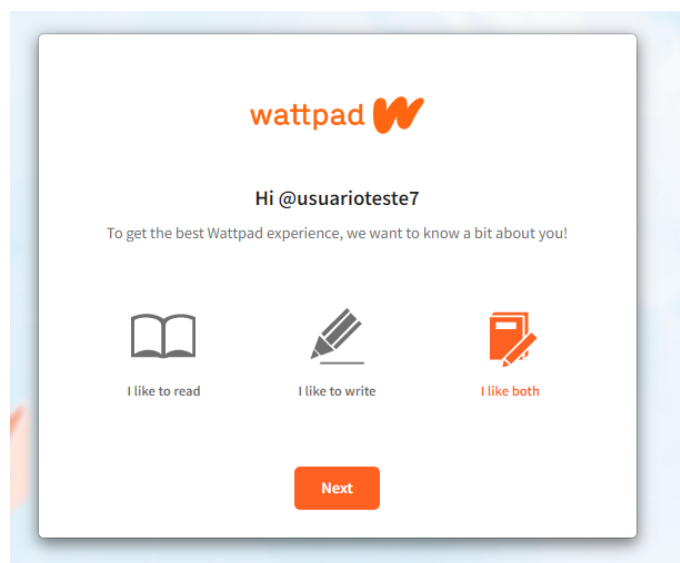 wattpad
Hi @usuarioteste7
To get the best Wattpad experience, we want to know a bit about you!
I like to read
I like to write
I like both
Next